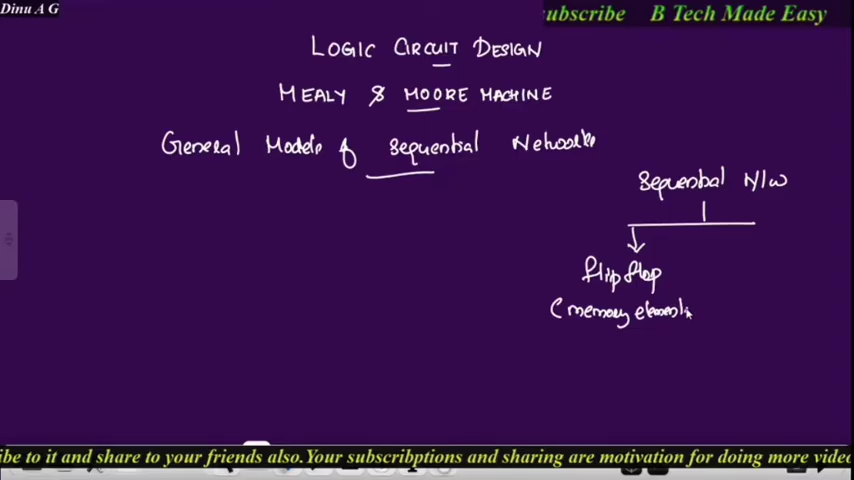 Dinu A G
ubscribe B Tech Made Easy
LOGIC CIRCUIT DESIGN
MEALY & MOORE MACHINE
General Models of Sequential Networks
Sequential N/W
flip flop
(memory element
ibe to it and share to your friends also.Your subscribptions and sharing are motivation for doing more video